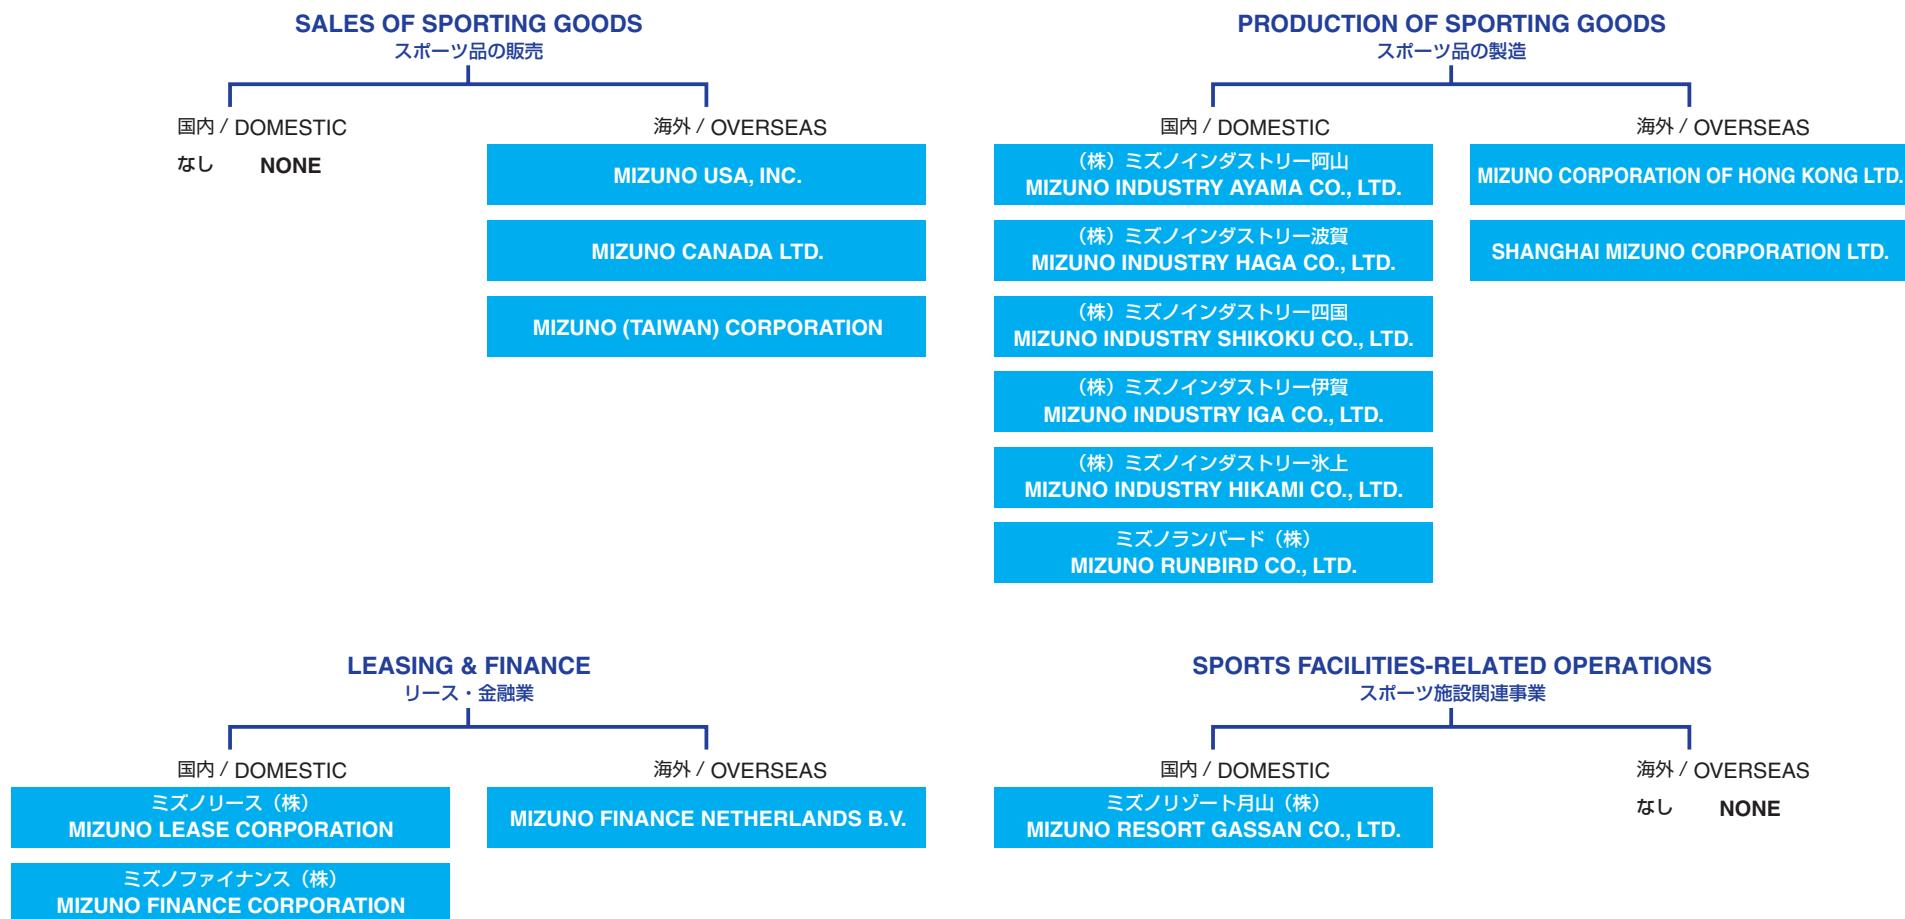 SALES OF SPORTING GOODS
スポーツ品の販売
国内 / DOMESTIC
なし NONE
海外 / OVERSEAS
MIZUNO USA, INC.
MIZUNO CANADA LTD.
MIZUNO (TAIWAN) CORPORATION
PRODUCTION OF SPORTING GOODS
スポーツ品の製造
国内 / DOMESTIC
（株）ミズノインダストリー阿山
MIZUNO INDUSTRY AYAMA CO., LTD.
（株）ミズノインダストリー波賀
MIZUNO INDUSTRY HAGA CO., LTD.
（株）ミズノインダストリー四国
MIZUNO INDUSTRY SHIKOKU CO., LTD.
（株）ミズノインダストリー伊賀
MIZUNO INDUSTRY IGA CO., LTD.
（株）ミズノインダストリー氷上
MIZUNO INDUSTRY HIKAMI CO., LTD.
ミズノランバード（株）
MIZUNO RUNBIRD CO., LTD.
海外 / OVERSEAS
MIZUNO CORPORATION OF HONG KONG LTD.
SHANGHAI MIZUNO CORPORATION LTD.
LEASING & FINANCE
リース・金融業
国内 / DOMESTIC
ミズノリース（株）
MIZUNO LEASE CORPORATION
ミズノファイナンス（株）
MIZUNO FINANCE CORPORATION
海外 / OVERSEAS
MIZUNO FINANCE NETHERLANDS B.V.
SPORTS FACILITIES-RELATED OPERATIONS
スポーツ施設関連事業
国内 / DOMESTIC
ミズノリゾート月山（株）
MIZUNO RESORT GASSAN CO., LTD.
海外 / OVERSEAS
なし NONE